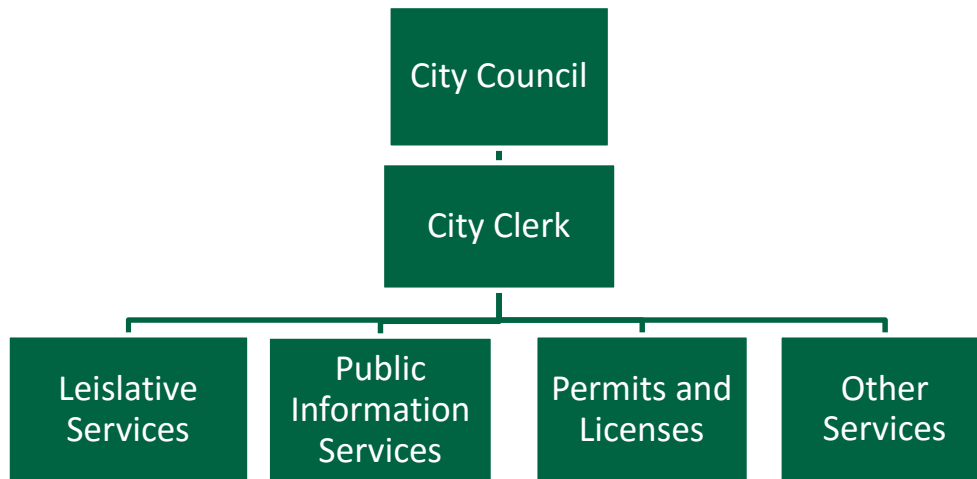 City Council
City Clerk
Leislative
Services
Public
Information
Services
Permits and
Licenses
Other
Services